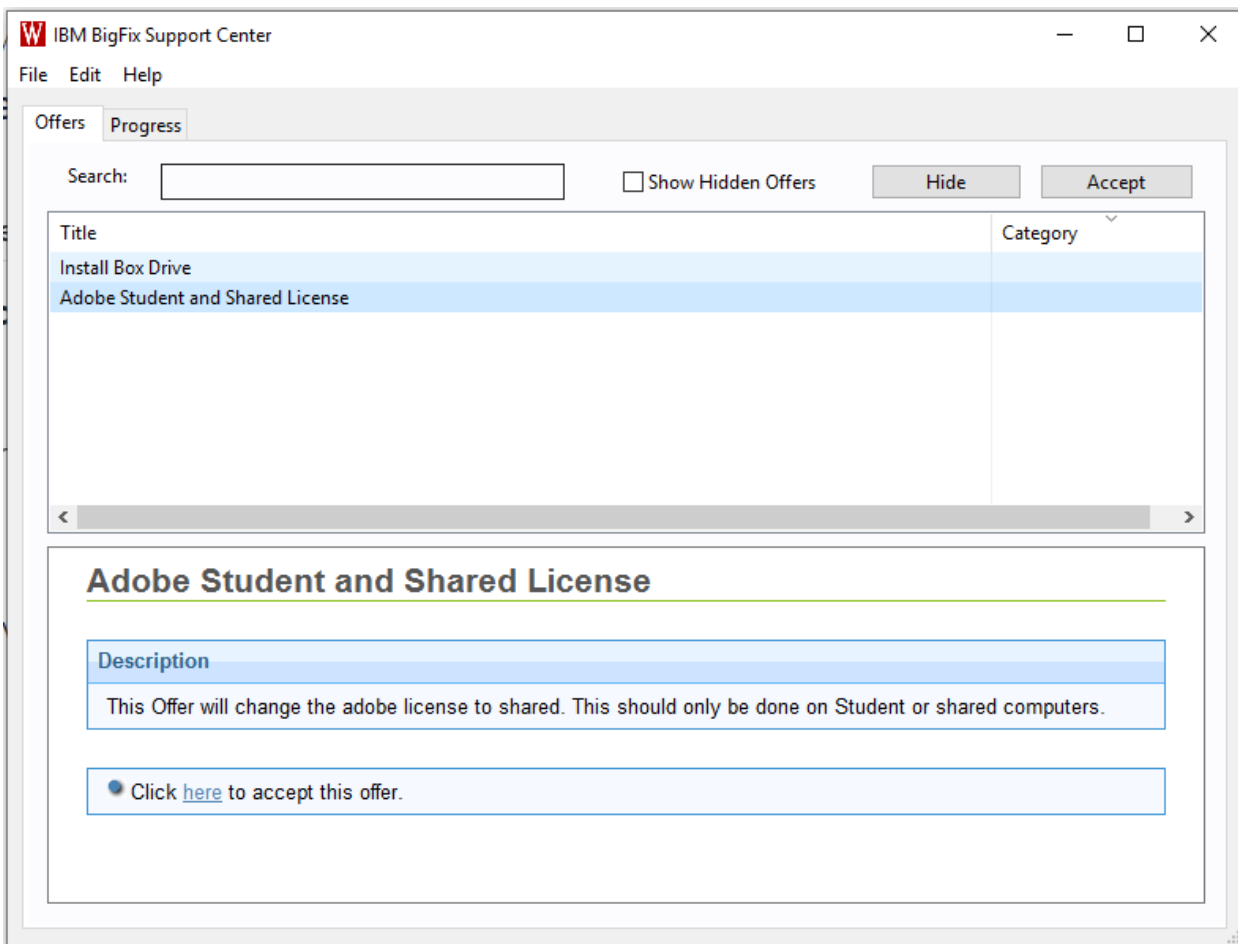 W IBM BigFix Support Center
File Edit Help
Offers Progress
Search: Show Hidden Offers Hide Accept
Title Category
Install Box Drive
Adobe Student and Shared License
Adobe Student and Shared License
Description
This Offer will change the adobe license to shared. This should only be done on Student or shared computers.
Click here to accept this offer.